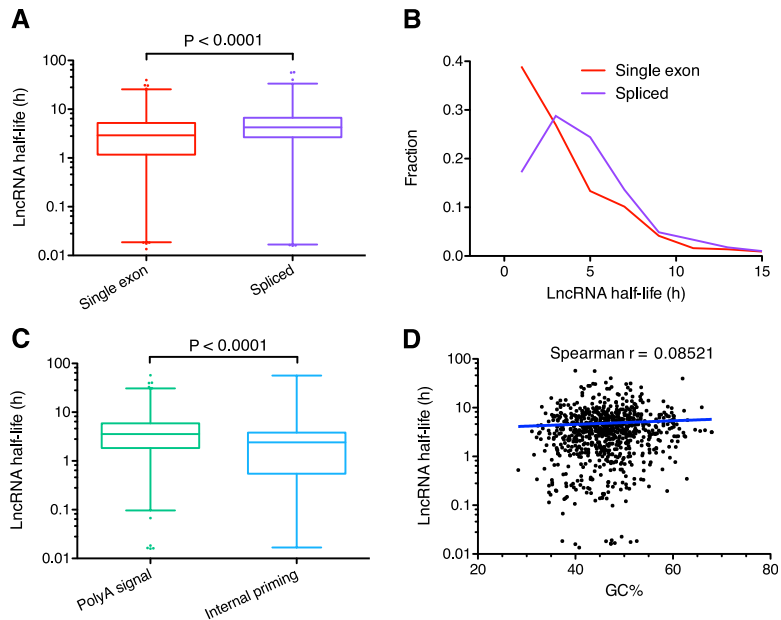 A
P < 0.0001
LncRNA half-life (h)
100
10
1
0.1
0.01
Single exon
Spliced
B
Single exon
Spliced
Fraction
0.4
0.3
0.2
0.1
0.0
0
5
10
15
LncRNA half-life (h)
C
P < 0.0001
LncRNA half-life (h)
100
10
1
0.1
0.01
PolyA signal
Internal priming
D
Spearman r = 0.08521
LncRNA half-life (h)
100
10
1
0.1
0.01
20
40
60
80
GC%